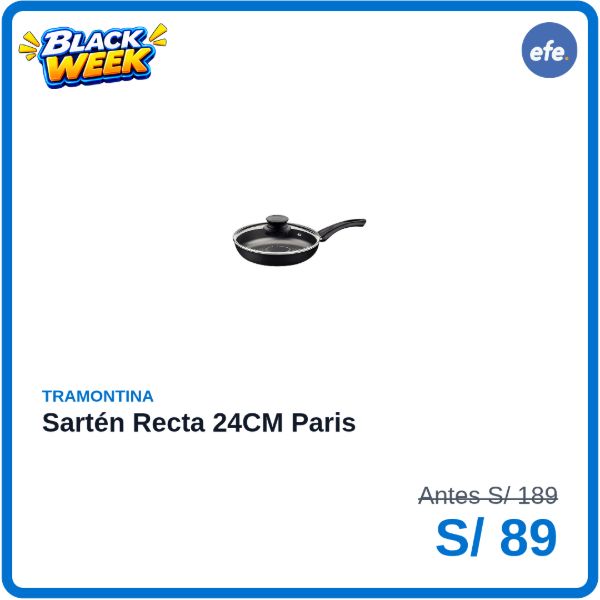 BLACK
WEEK
efe.
TRAMONTINA
Sartén Recta 24CM Paris
Antes S/ 189
S/ 89